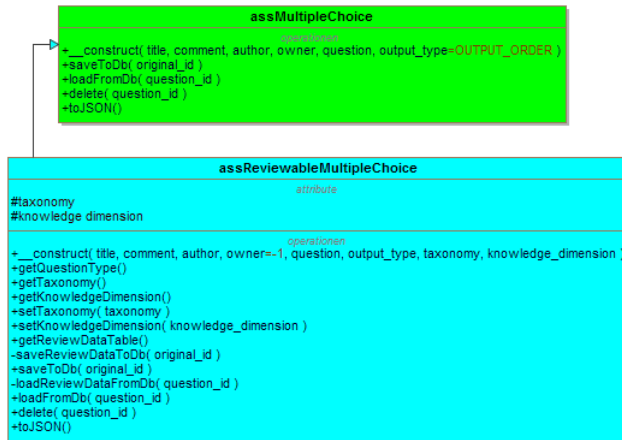 assMultipleChoice
operationen
+__construct( title, comment, author, owner, question, output_type=OUTPUT_ORDER )
+saveToDb( original_id )
+loadFromDb( question_id )
+delete( question_id )
+toJSON()
assReviewableMultipleChoice
attribute
#taxonomy
#knowledge dimension
operationen
+__construct( title, comment, author, owner=-1, question, output_type, taxonomy, knowledge_dimension )
+getQuestionType()
+getTaxonomy()
+getKnowledgeDimension()
+setTaxonomy( taxonomy )
+setKnowledgeDimension( knowledge_dimension )
+getReviewDataTable()
-saveReviewDataToDb( original_id )
+saveToDb( original_id )
-loadReviewDataFromDb( question_id )
+loadFromDb( question_id )
+delete( question_id )
+toJSON()